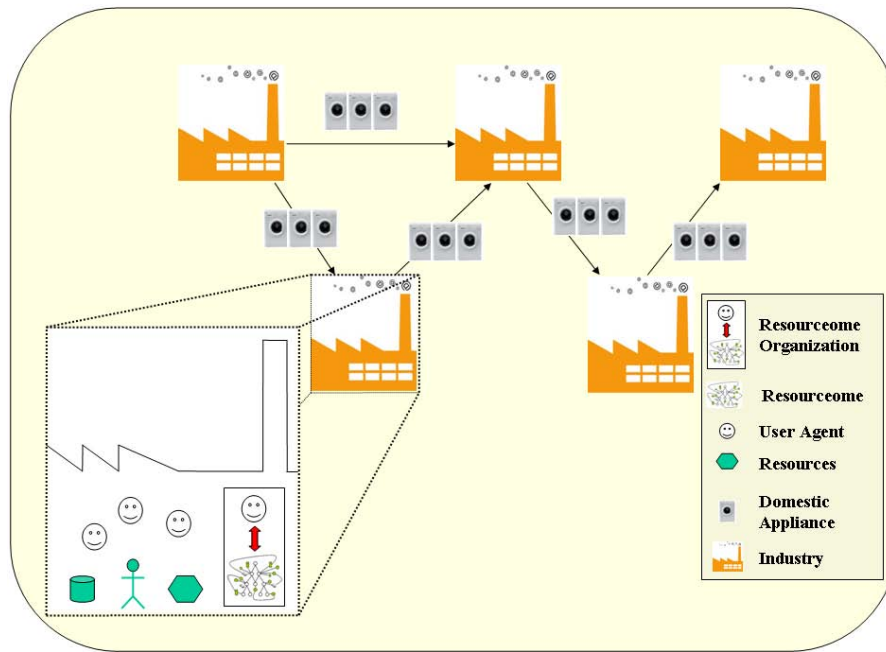 Resourceome
Organization
Resourceome
User Agent
Resources
Domestic
Appliance
Industry